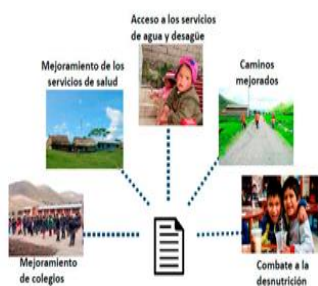 Acceso a los servicios
de agua y desagüe
Mejoramiento de los
servicios de salud
Caminos
mejorados
Mejoramiento
de colegios
Combate a la
desnutrición